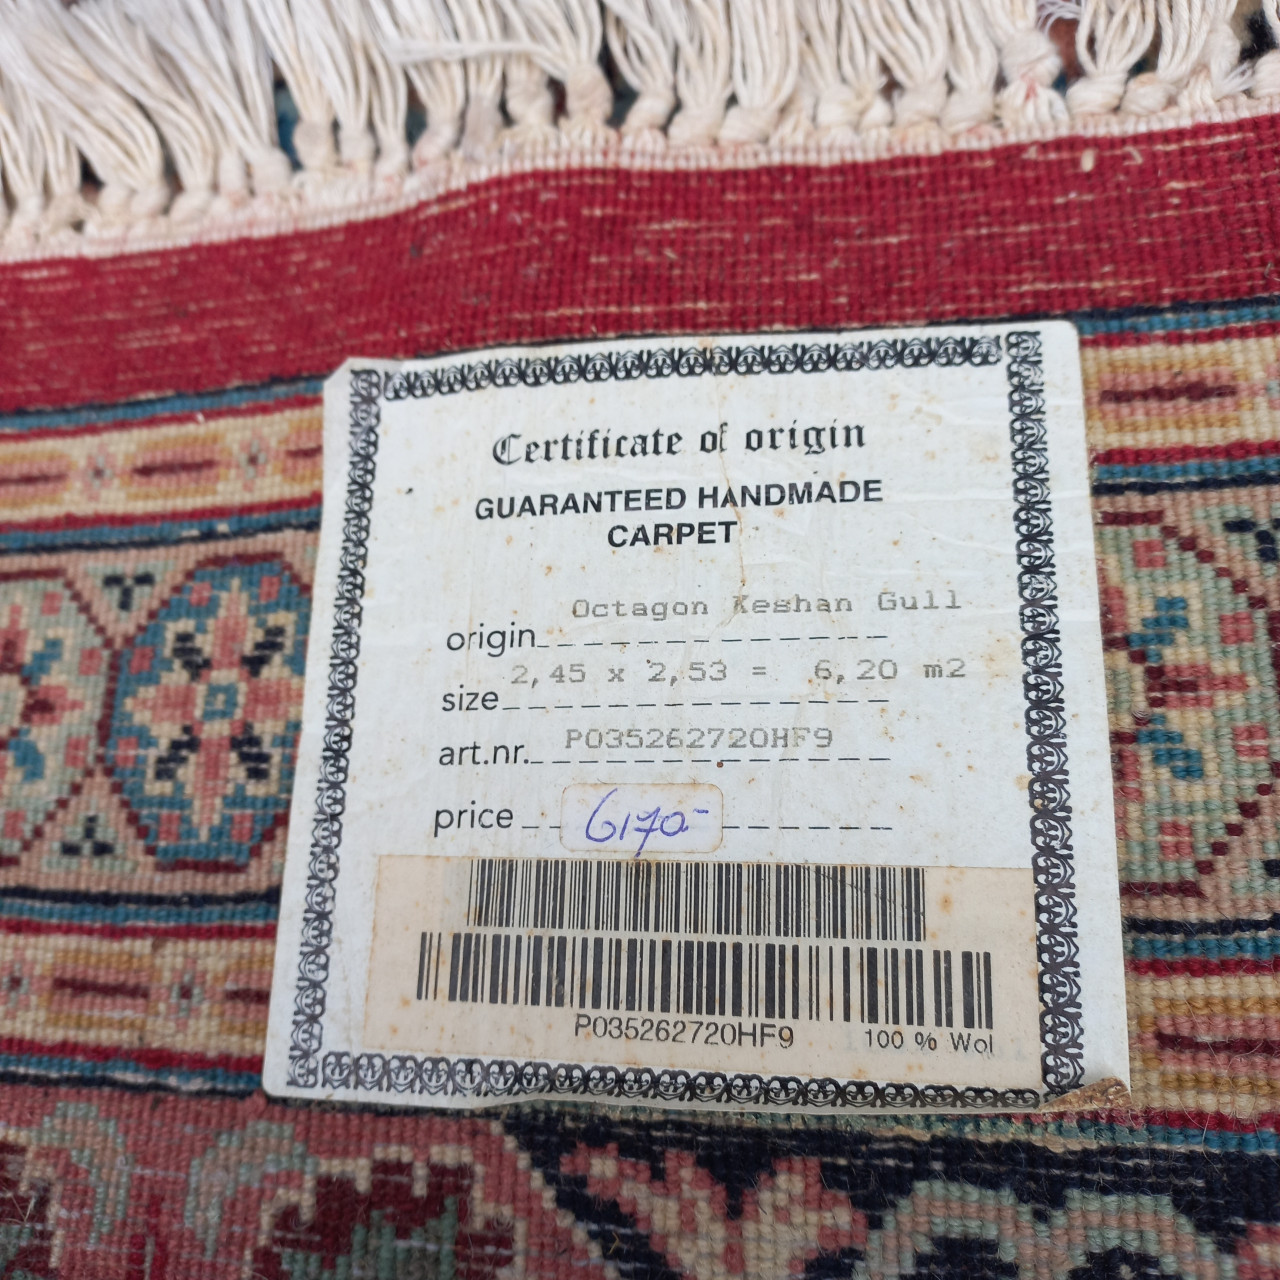 Certificate of origin
GUARANTEED HANDMADE
CARPET
origin Octagon Keshan Gull
size 2,45 x 2,53 = 6,20 m2
art.nr. P035262720HF9
price 6170-
P035262720HF9 100 % Wol